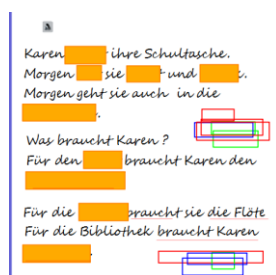 Karen ihre Schultasche.
Morgen sie und
Morgen geht sie auch in die
.
Was braucht Karen ?
Für den braucht Karen den
Für die braucht sie die Flöte
Für die Bibliothek braucht Karen
.